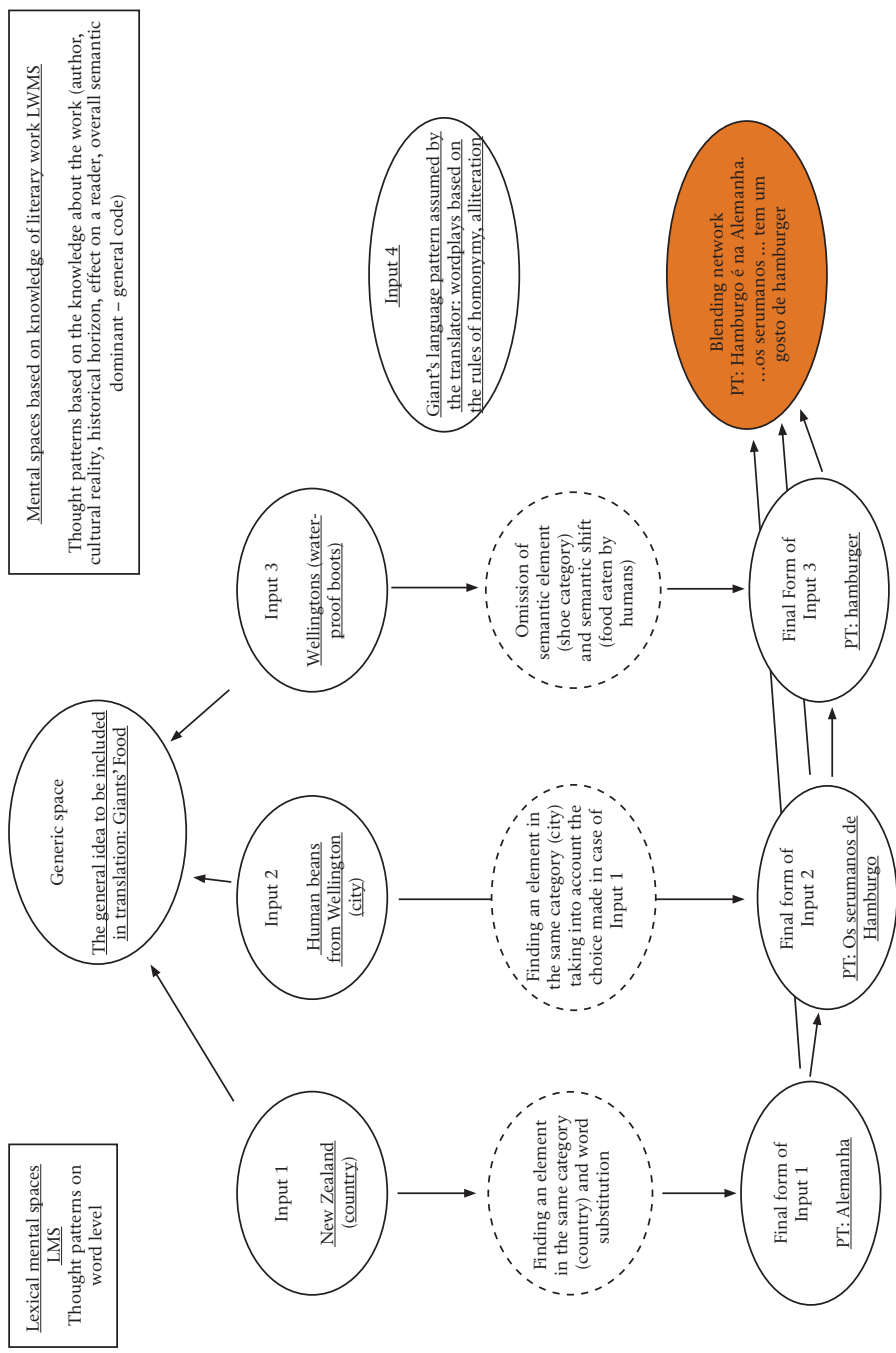 Lexical mental spaces
LMS
Thought patterns on
word level
Mental spaces based on knowledge of literary work LWMS
Thought patterns based on the knowledge about the work (author,
cultural reality, historical horizon, effect on a reader, overall semantic
dominant – general code)
Generic space
The general idea to be included
in translation: Giants’ Food
Input 1
New Zealand
(country)
Input 2
Human beans
from Wellington
(city)
Input 3
Wellingtons (water-
proof boots)
Input 4
Giant’s language pattern assumed by
the translator: wordplays based on
the rules of homonymy, alliteration
Finding an element
in the same category
(country) and word
substitution
Finding an element in
the same category (city)
taking into account the
choice made in case of
Input 1
Omission of
semantic element
(shoe category)
and semantic shift
(food eaten by
humans)
Final form of
Input 1
PT: Alemanha
Final form of
Input 2
PT: Os serumanos de
Hamburgo
Final Form of
Input 3
PT: hamburger
Blending network
PT: Hamburgo é na Alemanha.
…os serumanos … tem um
gosto de hamburger